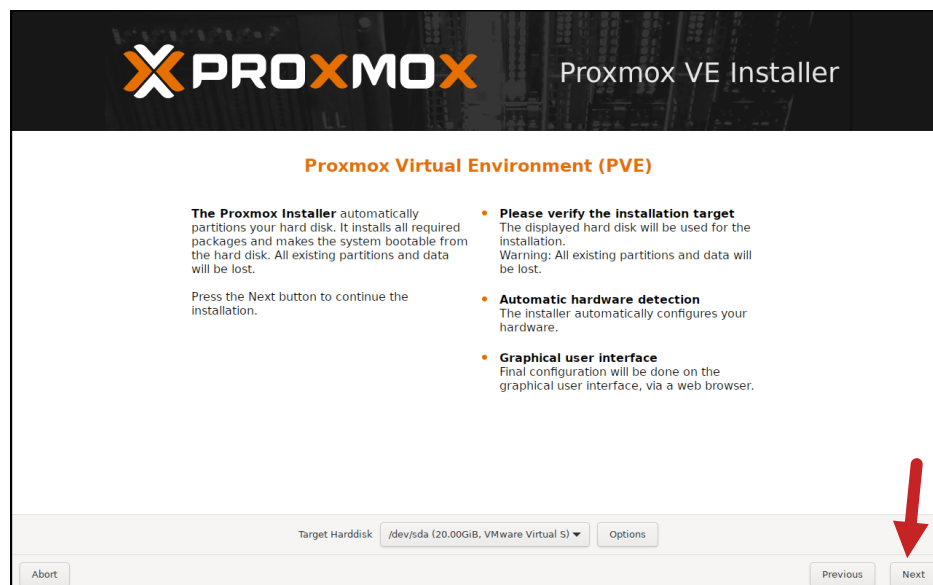 PROXMOX
Proxmox VE Installer
Proxmox Virtual Environment (PVE)
The Proxmox Installer automatically
partitions your hard disk. It installs all required
packages and makes the system bootable from
the hard disk. All existing partitions and data
will be lost.
Press the Next button to continue the
installation.
Please verify the installation target
The displayed hard disk will be used for the
installation.
Warning: All existing partitions and data will
be lost.
Automatic hardware detection
The installer automatically configures your
hardware.
Graphical user interface
Final configuration will be done on the
graphical user interface, via a web browser.
Target Harddisk /dev/sda (20.00GiB, VMware Virtual S) Options
Abort Previous Next